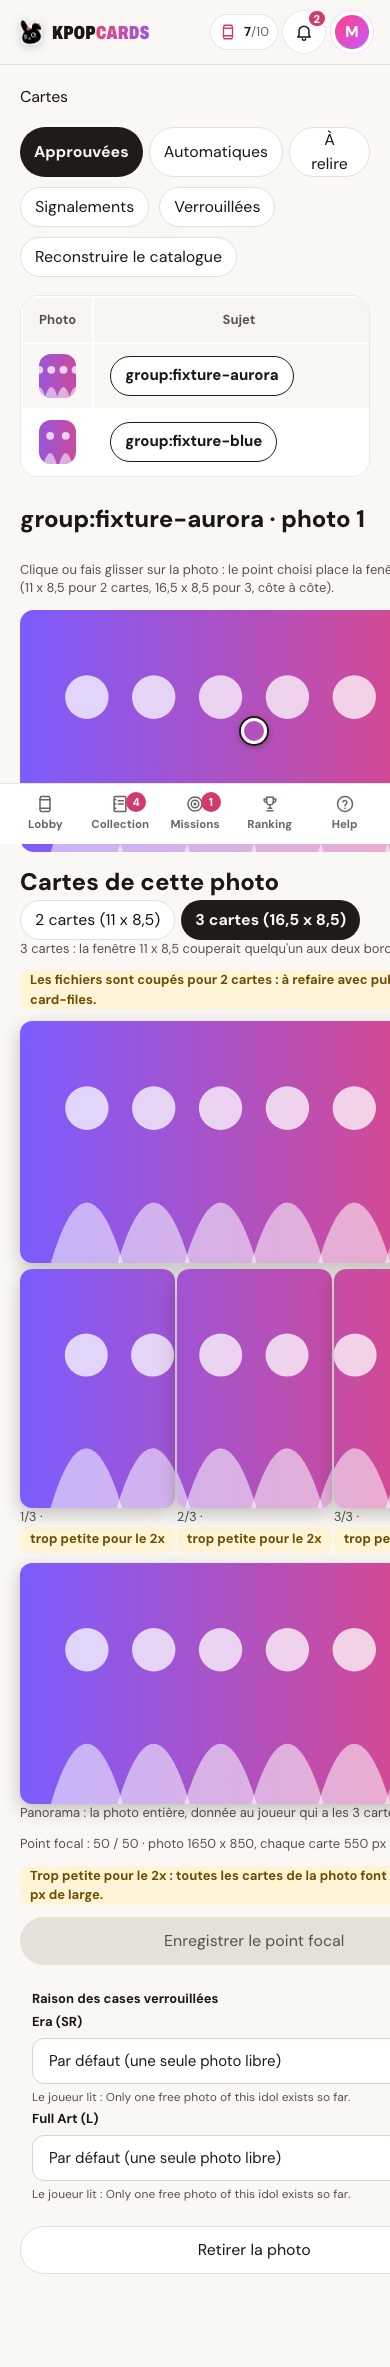 KPOPCARDS
7/10
2
M
Cartes
Approuvées
Automatiques
À
relire
Signalements
Verrouillées
Reconstruire le catalogue
Photo
Sujet
group:fixture-aurora
group:fixture-blue
group:fixture-aurora · photo 1
Clique ou fais glisser sur la photo : le point choisi place la
(11 x 8,5 pour 2 cartes, 16,5 x 8,5 pour 3, côte à côte).
Lobby
4
Collection
1
Missions
Ranking
Help
Cartes de cette photo
2 cartes (11 x 8,5)
3 cartes (16,5 x 8,5)
3 cartes : la fenêtre 11 x 8,5 couperait quelqu'un aux deux
Les fichiers sont coupés pour 2 cartes : à refaire avec
card-files.
1/3 ·
2/3 ·
3/3 ·
trop petite pour le 2x
trop petite pour le 2x
trop
Panorama : la photo entière, donnée au joueur qui a les 3
Point focal : 50 / 50 · photo 1650 x 850, chaque carte 550 px
Trop petite pour le 2x : toutes les cartes de la photo font
px de large.
Enregistrer le point focal
Raison des cases verrouillées
Era (SR)
Par défaut (une seule photo libre)
Le joueur lit : Only one free photo of this idol exists so far.
Full Art (L)
Par défaut (une seule photo libre)
Le joueur lit : Only one free photo of this idol exists so far.
Retirer la photo